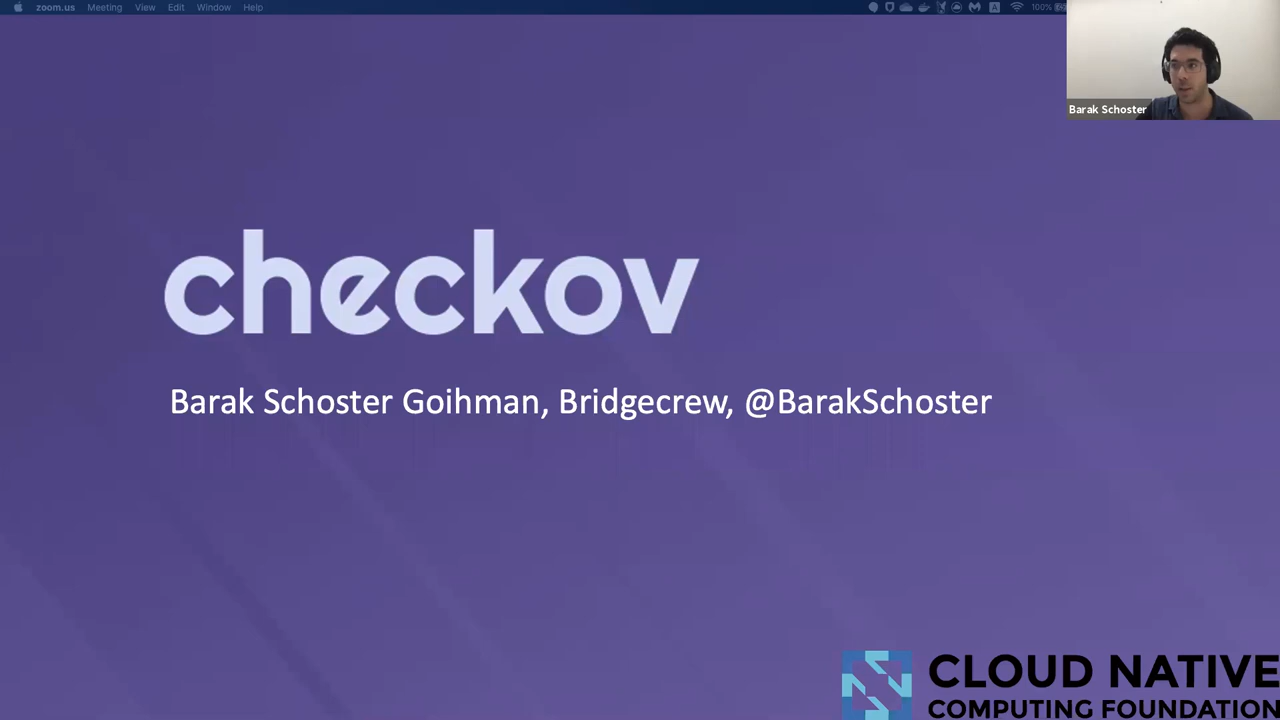 zoom.us Meeting View Edit Window Help 100%
Barak Schoster
checkov
Barak Schoster Goihman, Bridgecrew, @BarakSchoster
CLOUD NATIVE
COMPUTING FOUNDATION